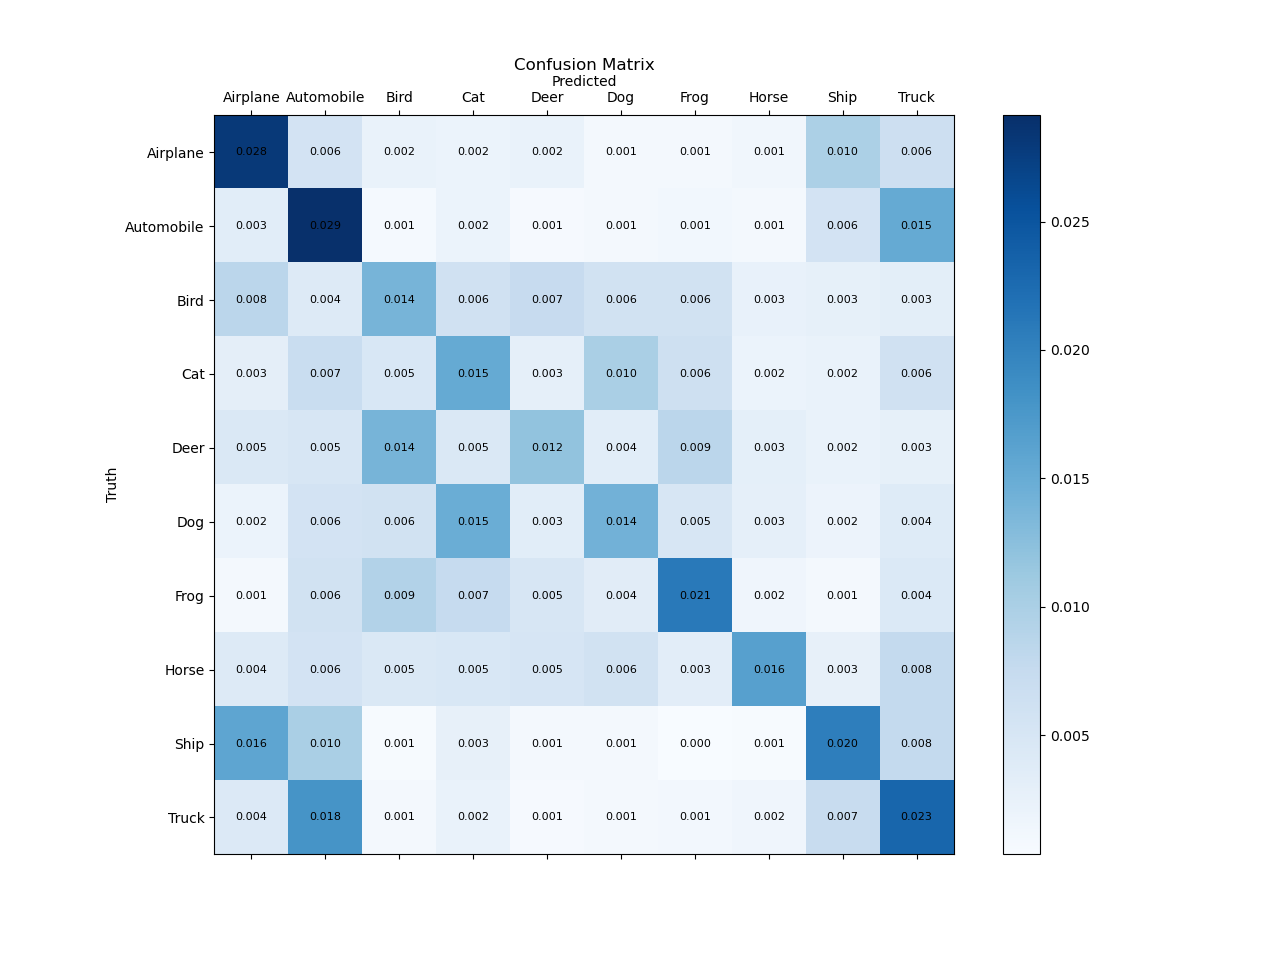 Confusion Matrix
Predicted
Airplane Automobile Bird Cat Deer Dog Frog Horse Ship Truck
Airplane 0.028 0.006 0.002 0.002 0.002 0.001 0.001 0.001 0.010 0.006
Automobile 0.003 0.029 0.001 0.002 0.001 0.001 0.001 0.001 0.006 0.015
0.025
Bird 0.008 0.004 0.014 0.006 0.007 0.006 0.006 0.003 0.003 0.003
0.020
Cat 0.003 0.007 0.005 0.015 0.003 0.010 0.006 0.002 0.002 0.006
Deer 0.005 0.005 0.014 0.005 0.012 0.004 0.009 0.003 0.002 0.003
0.015
Truth
Dog 0.002 0.006 0.006 0.015 0.003 0.014 0.005 0.003 0.002 0.004
Frog 0.001 0.006 0.009 0.007 0.005 0.004 0.021 0.002 0.001 0.004
0.010
Horse 0.004 0.006 0.005 0.005 0.005 0.006 0.003 0.016 0.003 0.008
0.005
Ship 0.016 0.010 0.001 0.003 0.001 0.001 0.000 0.001 0.020 0.008
Truck 0.004 0.018 0.001 0.002 0.001 0.001 0.001 0.002 0.007 0.023